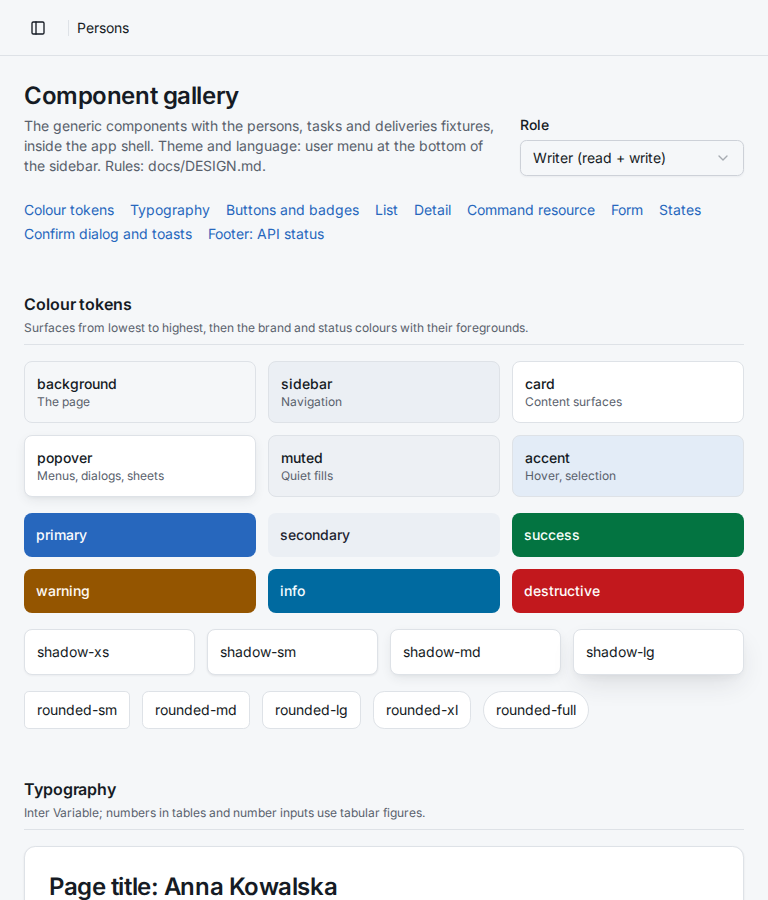 Persons
Component gallery
The generic components with the persons, tasks and deliveries fixtures,
inside the app shell. Theme and language: user menu at the bottom of
the sidebar. Rules: docs/DESIGN.md.
Role
Writer (read + write)
Colour tokens Typography Buttons and badges List Detail Command resource Form States
Confirm dialog and toasts Footer: API status
Colour tokens
Surfaces from lowest to highest, then the brand and status colours with their foregrounds.
background
The page
sidebar
Navigation
card
Content surfaces
popover
Menus, dialogs, sheets
muted
Quiet fills
accent
Hover, selection
primary
secondary
success
warning
info
destructive
shadow-xs
shadow-sm
shadow-md
shadow-lg
rounded-sm
rounded-md
rounded-lg
rounded-xl
rounded-full
Typography
Inter Variable; numbers in tables and number inputs use tabular figures.
Page title: Anna Kowalska